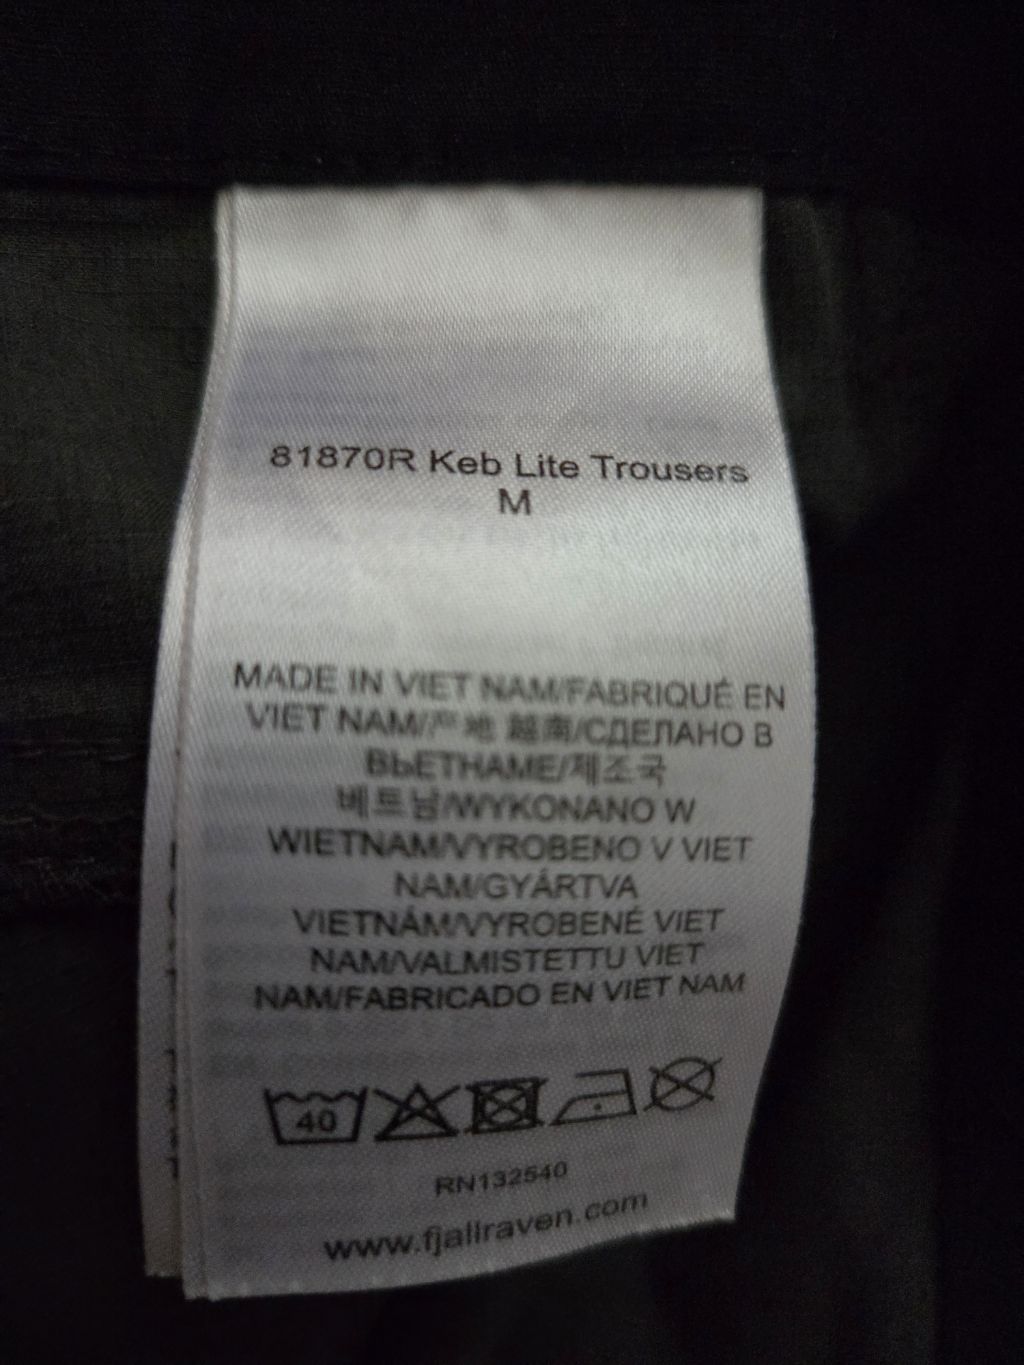 81870R Keb Lite Trousers
M
MADE IN VIET NAM/FABRIQUÉ EN
VIET NAM/产地 越南/СДЕЛАНО В
ВЬЕТНАМЕ/제조국
베트남/WYKONANO W
WIETNAM/VYROBENO V VIET
NAM/GYÁRTVA
VIETNÁM/VYROBENÉ VIET
NAM/VALMISTETTU VIET
NAM/FABRICADO EN VIET NAM
40
RN132540
www.fjallraven.com